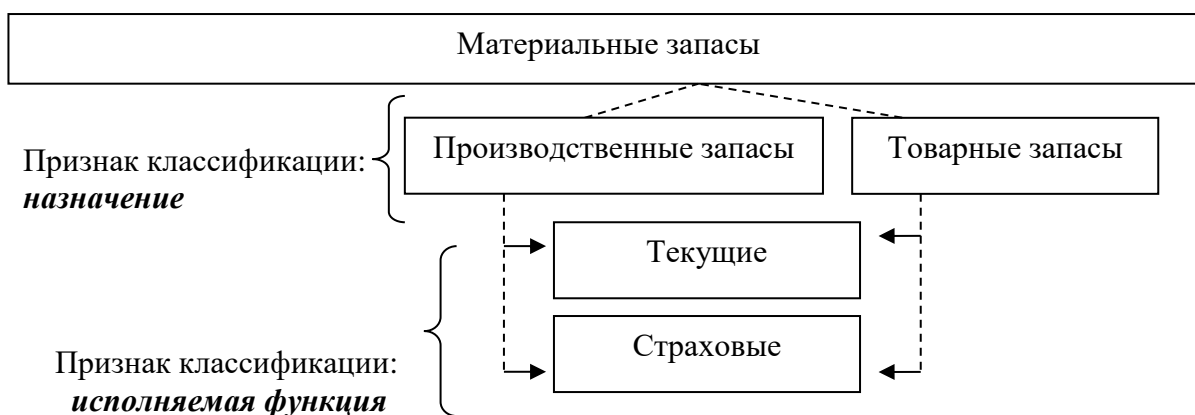 Материальные запасы
Производственные запасы
Товарные запасы
Признак классификации:
назначение
Текущие
Страховые
Признак классификации:
исполняемая функция